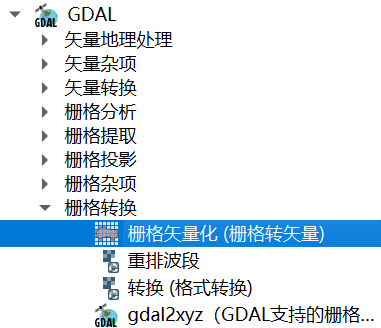 GDAL
矢量地理处理
矢量杂项
矢量转换
栅格分析
栅格提取
栅格投影
栅格杂项
栅格转换
栅格矢量化 (栅格转矢量)
重排波段
转换 (格式转换)
GDAL gdal2xyz（GDAL支持的栅格...